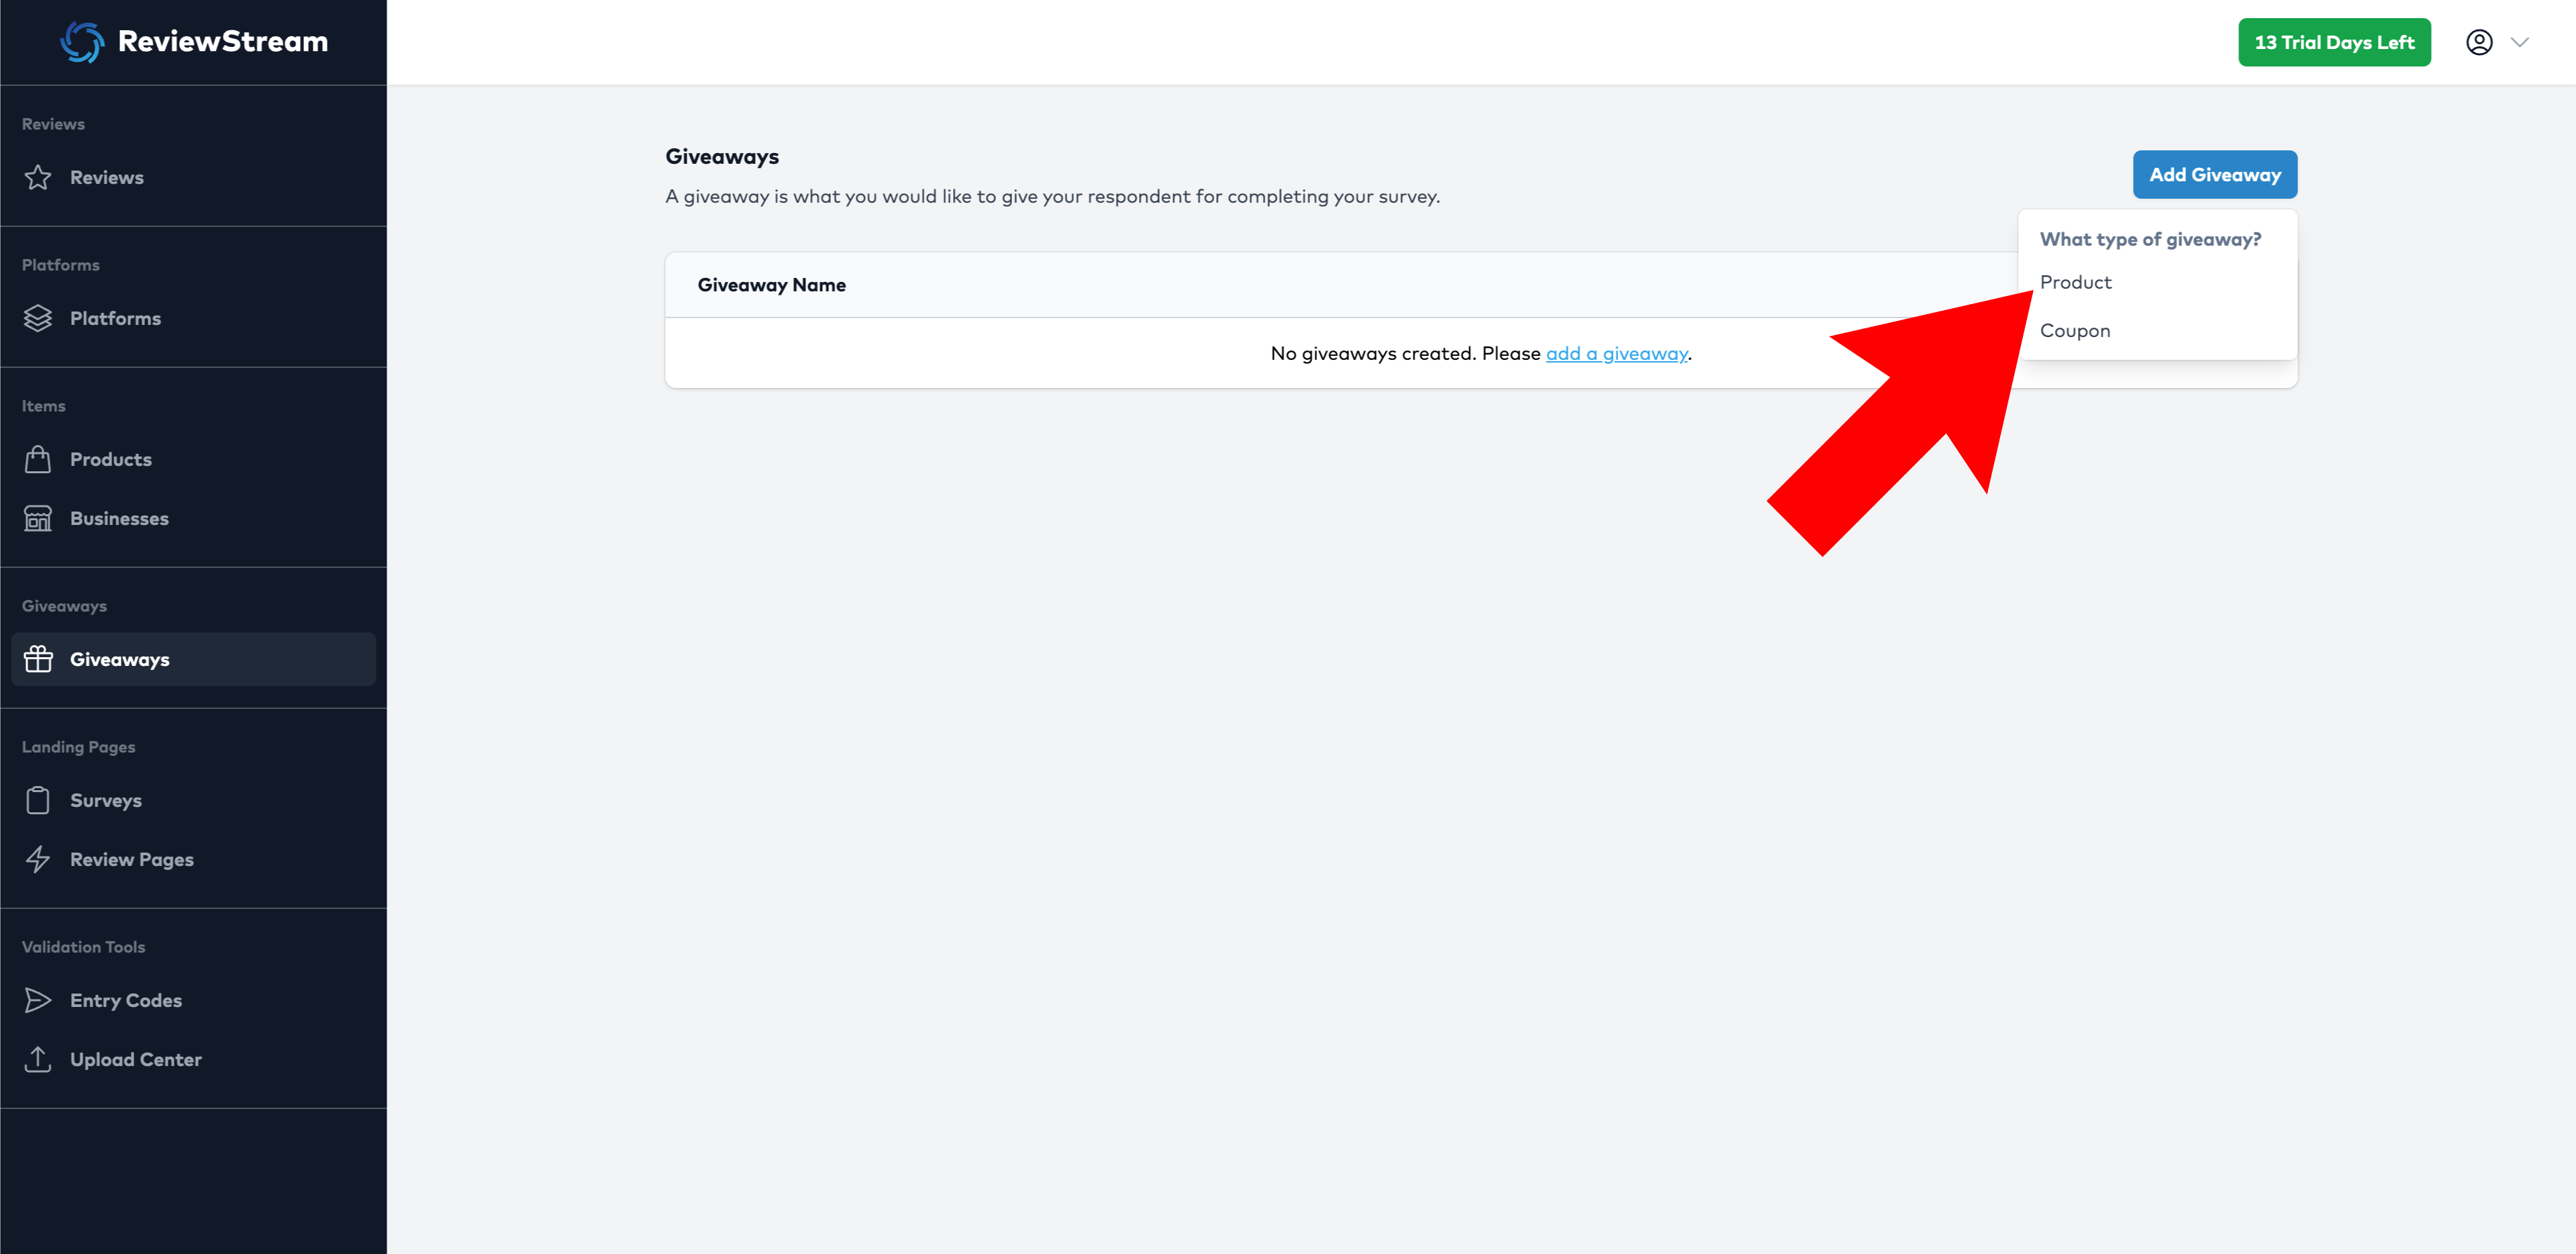 ReviewStream
13 Trial Days Left
Reviews
Reviews
Platforms
Platforms
Items
Products
Businesses
Giveaways
Giveaways
Landing Pages
Surveys
Review Pages
Validation Tools
Entry Codes
Upload Center
Giveaways
A giveaway is what you would like to give your respondent for completing your survey.
Add Giveaway
What type of giveaway?
Product
Coupon
Giveaway Name
No giveaways created. Please add a giveaway.